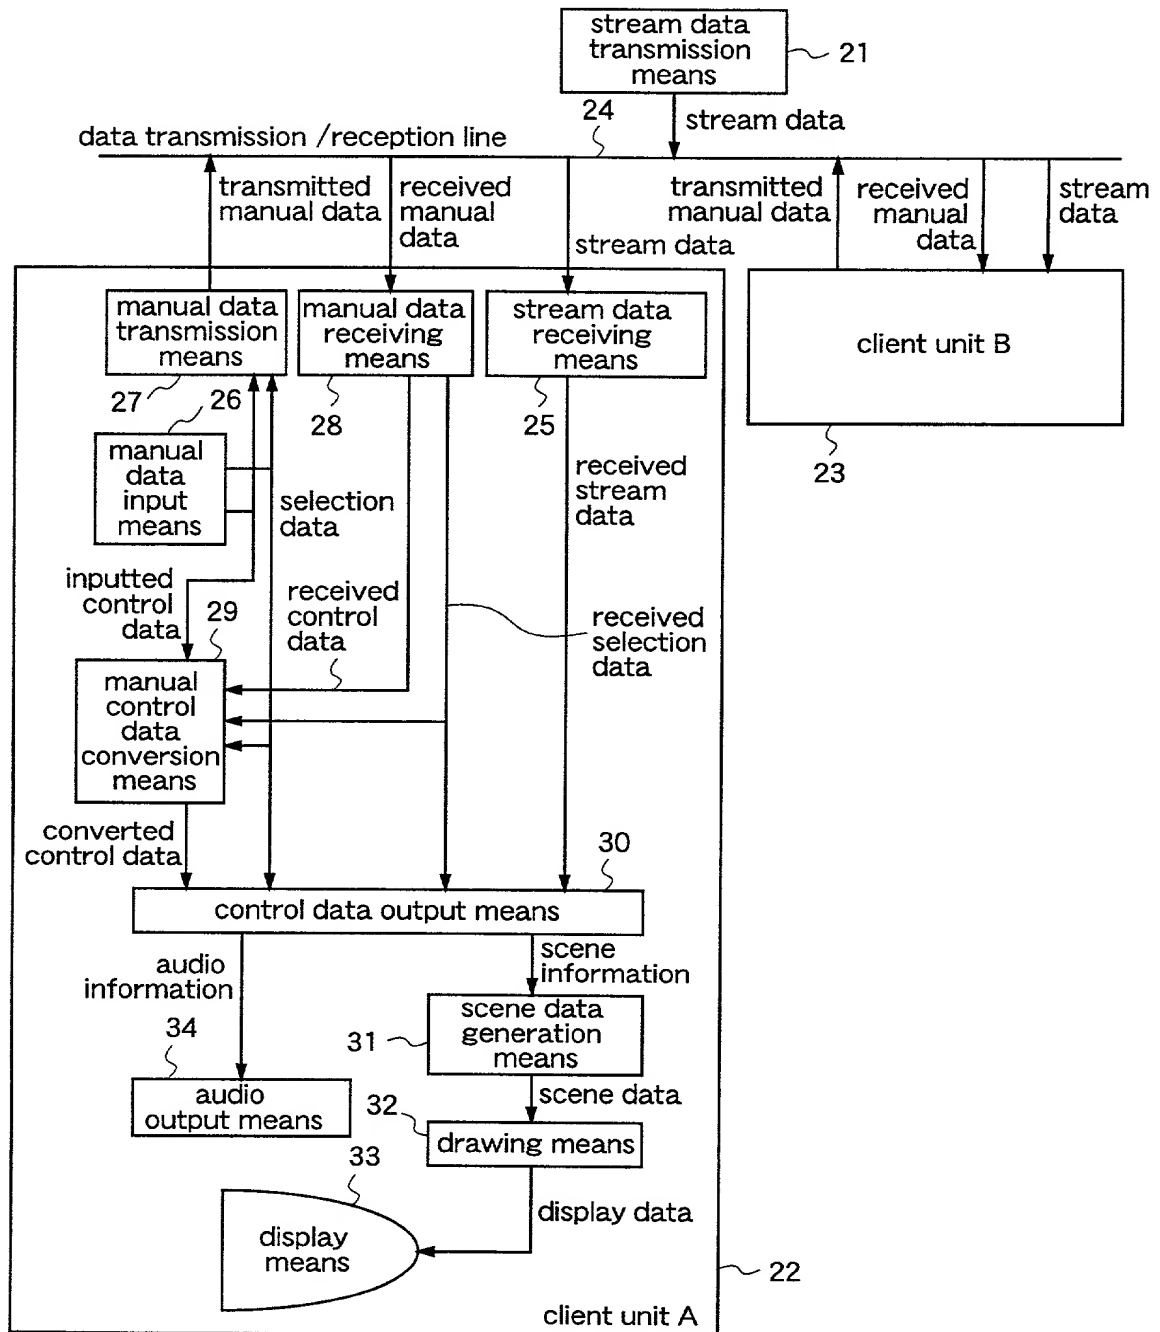 stream data
transmission
means
21
24
stream data
data transmission /reception line
transmitted
manual data
received
manual
data
stream data
transmitted
manual data
received
manual
data
stream
data
manual data
transmission
means
manual data
receiving
means
stream data
receiving
means
client unit B
27
26
28
25
23
manual
data
input
means
selection
data
received
stream
data
inputted
control
data
29
received
control
data
received
selection
data
manual
control
data
conversion
means
converted
control data
30
control data output means
audio
information
scene
information
34
31
scene data
generation
means
audio
output means
scene data
32
drawing means
33
display data
display
means
22
client unit A